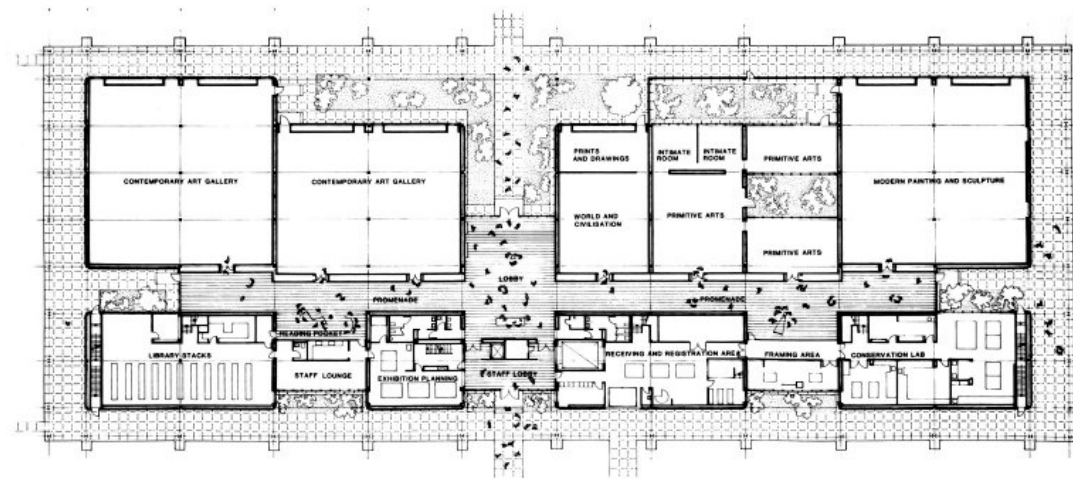 PRINTS
AND DRAWINGS
INTIMATE
ROOM
INTIMATE
ROOM
PRIMITIVE ARTS
CONTEMPORARY ART GALLERY
CONTEMPORARY ART GALLERY
MODERN PAINTING AND SCULPTURE
WORLD AND
CIVILISATION
PRIMITIVE ARTS
PRIMITIVE ARTS
LOBBY
PROMENADE
PROMENADE
READING POCKET
LIBRARY STACKS
RECEIVING AND REGISTRATION AREA
FRAMING AREA
CONSERVATION LAB
STAFF LOUNGE
EXHIBITION PLANNING
STAFF LOBBY